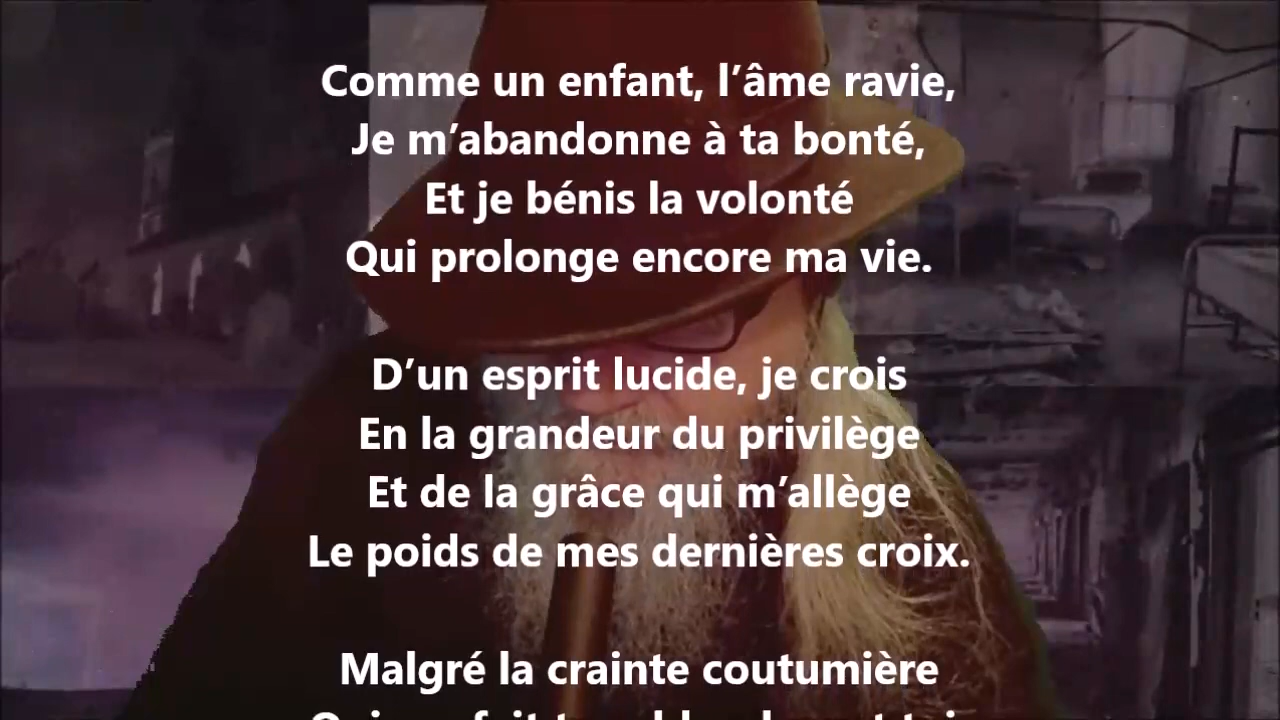 Comme un enfant, l’âme ravie,
Je m’abandonne à ta bonté,
Et je bénis la volonté
Qui prolonge encore ma vie.
D’un esprit lucide, je crois
En la grandeur du privilège
Et de la grâce qui m’allège
Le poids de mes dernières croix.
Malgré la crainte coutumière